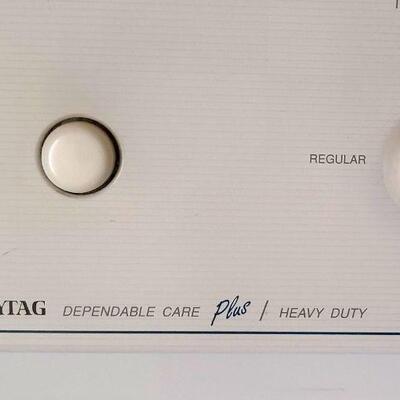 REGULAR
YTAG DEPENDABLE CARE Plus / HEAVY DUTY